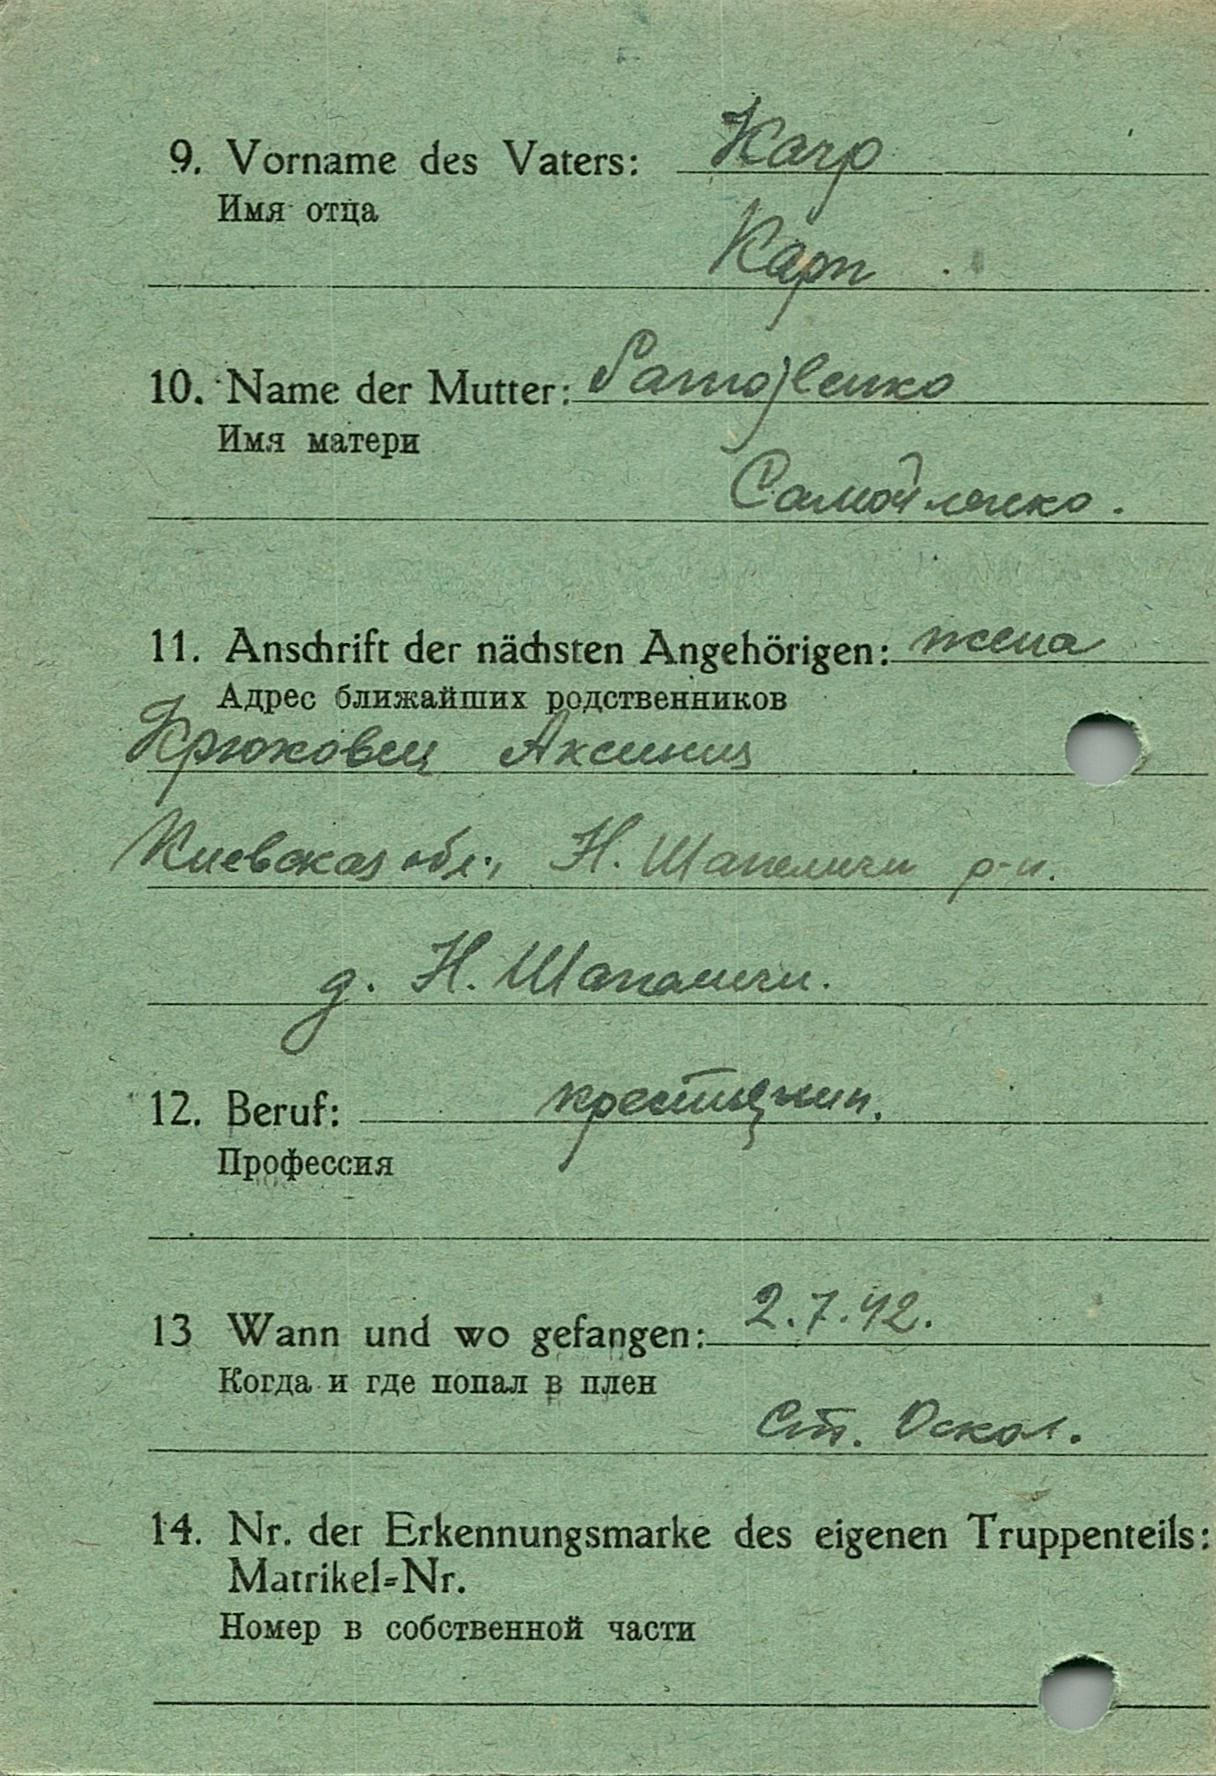 9. Vorname des Vaters: Karp
Имя отца
Карп
10. Name der Mutter: Samojlenko
Имя матери
Самойленко.
11. Anschrift der nächsten Angehörigen: жена
Адрес ближайших родственников
Крюковец Аксиния
Киевская обл., Н. Шапеличи р-н.
д. Н. Шапеличи.
12. Beruf: крестьянин.
Профессия
13 Wann und wo gefangen: 2.7.42.
Когда и где попал в плен
Ст. Оскол.
14. Nr. der Erkennungsmarke des eigenen Truppenteils:
Matrikel=Nr.
Номер в собственной части